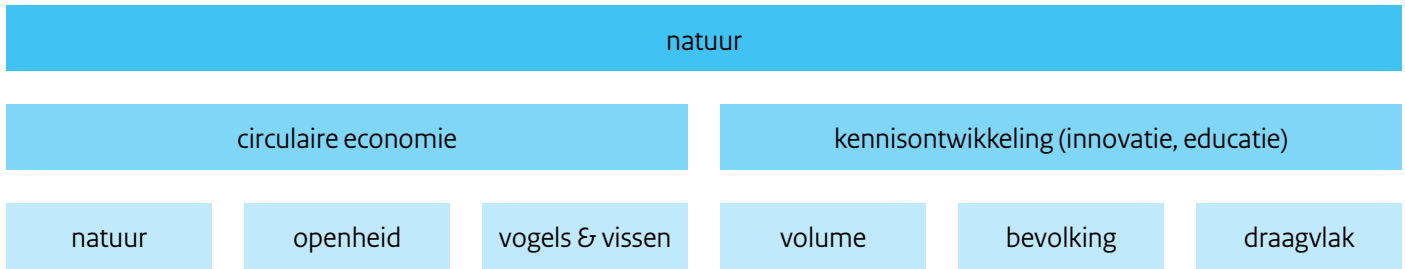 natuur
circulaire economie
kennisontwikkeling (innovatie, educatie)
natuur
openheid
vogels & vissen
volume
bevolking
draagvlak